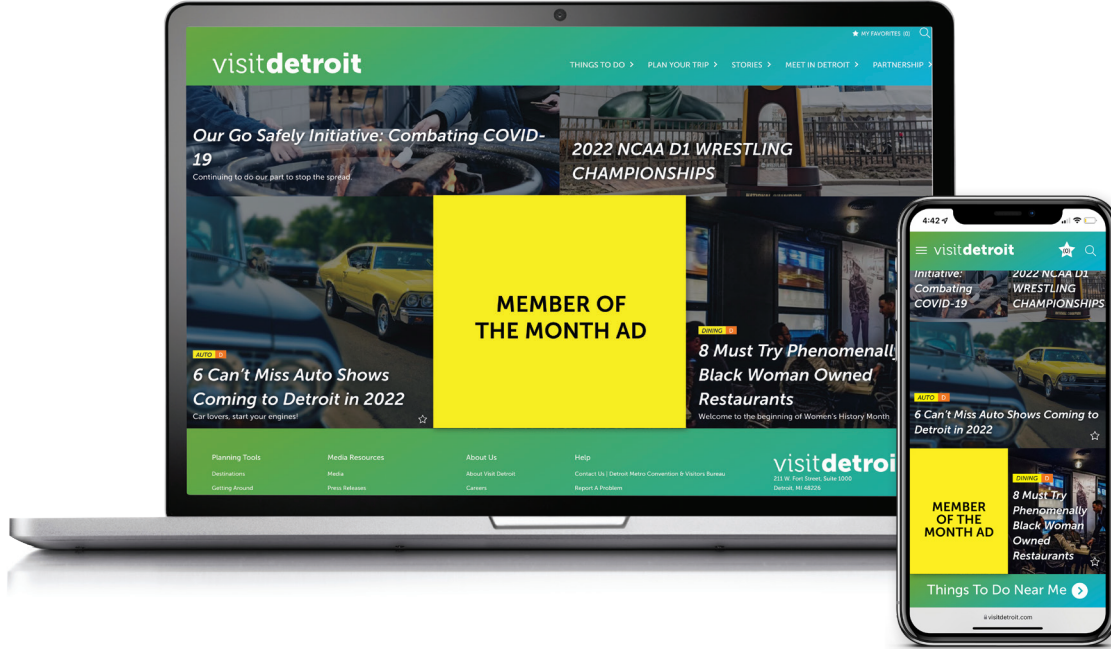 ★ MY FAVORITES (0)
visitdetroit
THINGS TO DO > PLAN YOUR TRIP > STORIES > MEET IN DETROIT > PARTNERSHIP >
Our Go Safely Initiative: Combating COVID-
19
Continuing to do our part to stop the spread.
2022 NCAA D1 WRESTLING
CHAMPIONSHIPS
NATIONAL CHAMPION
AUTO D
6 Can't Miss Auto Shows
Coming to Detroit in 2022
Car lovers, start your engines!
MEMBER OF
THE MONTH AD
DINING D
8 Must Try Phenomenally
Black Woman Owned
Restaurants
Welcome to the beginning of Women's History Month
Planning Tools
Destinations
Getting Around
Media Resources
Media
Press Releases
About Us
About Visit Detroit
Careers
Help
Contact Us | Detroit Metro Convention & Visitors Bureau
Report A Problem
visitdetroi
211 W. Fort Street, Suite 1000
Detroit, MI 48226
4:42
visitdetroit
(0)
Initiative:
Combating
COVID-19
2022 NCAA D1
WRESTLING
CHAMPIONSHIPS
AUTO D
6 Can't Miss Auto Shows Coming to
Detroit in 2022
MEMBER
OF THE
MONTH AD
DINING D
8 Must Try
Phenomenally
Black Woman
Owned
Restaurants
Things To Do Near Me >
visitdetroit.com